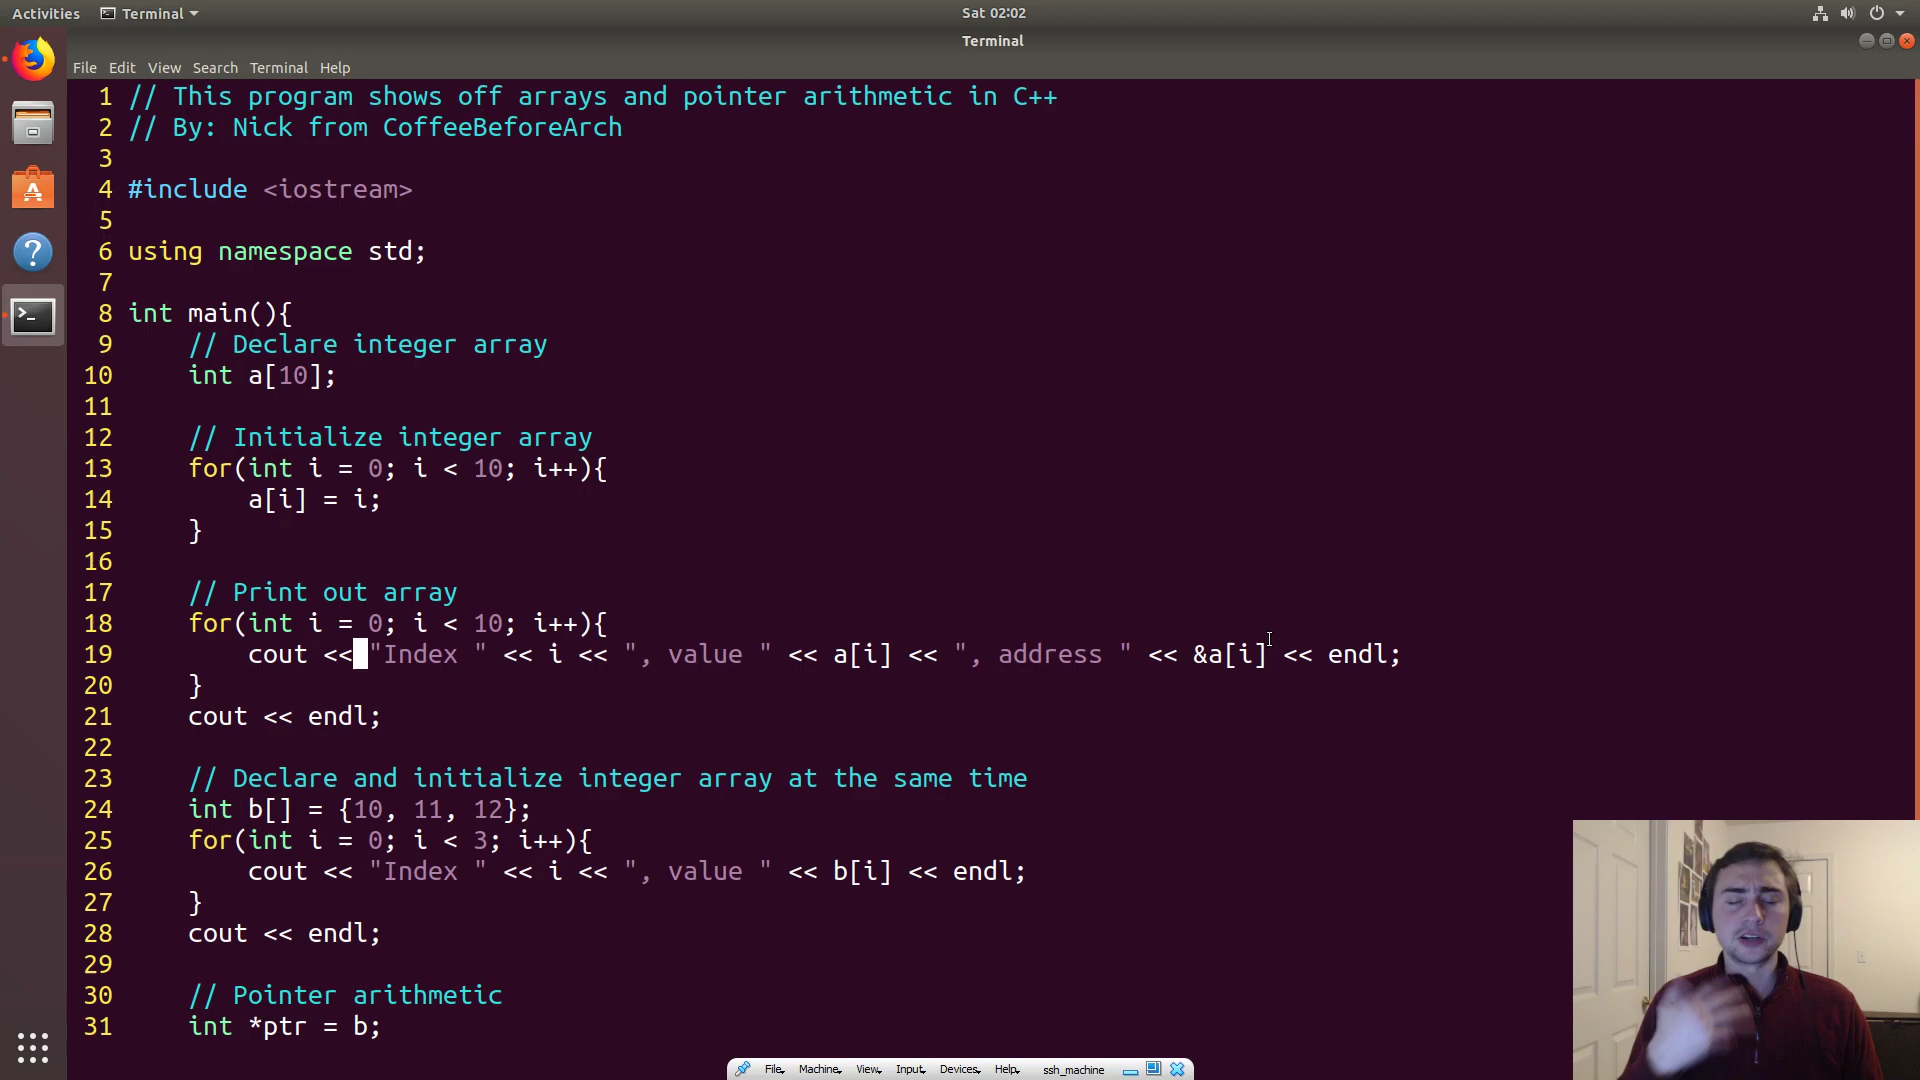 Activities Terminal Sat 02:02
Terminal
File Edit View Search Terminal Help
1 // This program shows off arrays and pointer arithmetic in C++
2 // By: Nick from CoffeeBeforeArch
3
4 #include <iostream>
5
6 using namespace std;
7
8 int main(){
9     // Declare integer array
10     int a[10];
11
12     // Initialize integer array
13     for(int i = 0; i < 10; i++){
14         a[i] = i;
15     }
16
17     // Print out array
18     for(int i = 0; i < 10; i++){
19         cout << "Index " << i << ", value " << a[i] << ", address " << &a[i] << endl;
20     }
21     cout << endl;
22
23     // Declare and initialize integer array at the same time
24     int b[] = {10, 11, 12};
25     for(int i = 0; i < 3; i++){
26         cout << "Index " << i << ", value " << b[i] << endl;
27     }
28     cout << endl;
29
30     // Pointer arithmetic
31     int *ptr = b;
File Machine View Input Devices Help ssh_machine